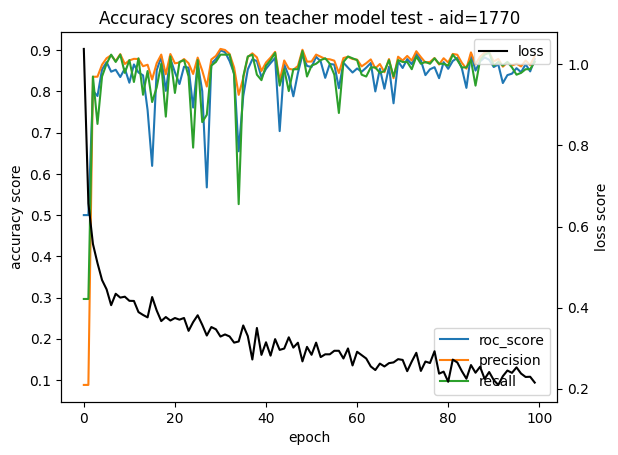 Accuracy scores on teacher model test - aid=1770
accuracy score
0.9
0.8
0.7
0.6
0.5
0.4
0.3
0.2
0.1
loss
roc_score
precision
recall
1.0
0.8
0.6
0.4
0.2
loss score
0
20
40
60
80
100
epoch